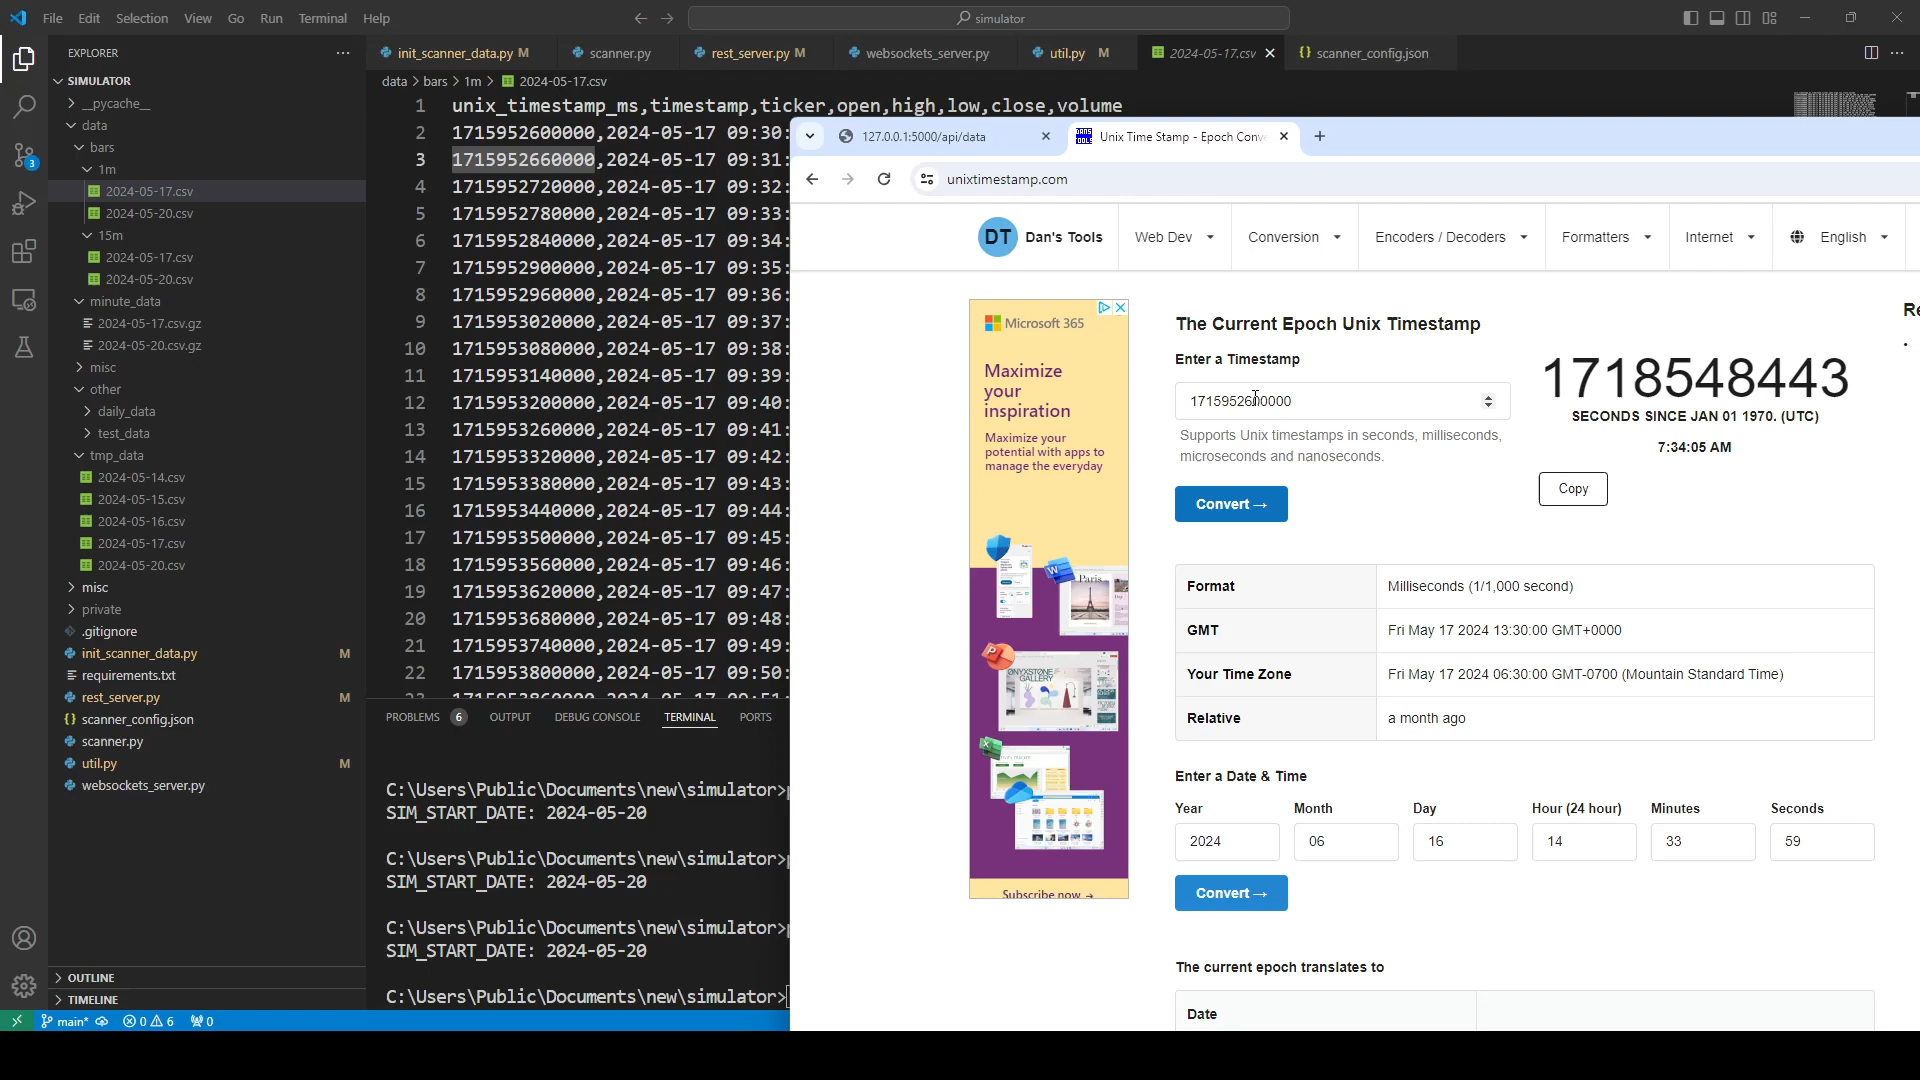 File Edit Selection View Go Run Terminal Help
simulator
EXPLORER
SIMULATOR
__pycache__
data
bars
1m
2024-05-17.csv
2024-05-20.csv
15m
2024-05-17.csv
2024-05-20.csv
minute_data
2024-05-17.csv.gz
2024-05-20.csv.gz
misc
other
daily_data
test_data
tmp_data
2024-05-14.csv
2024-05-15.csv
2024-05-16.csv
2024-05-17.csv
2024-05-20.csv
misc
private
.gitignore
init_scanner_data.py M
requirements.txt
rest_server.py M
scanner_config.json
scanner.py
util.py M
websockets_server.py
OUTLINE
TIMELINE
3
main* 0 6 0
init_scanner_data.py M scanner.py rest_server.py M websockets_server.py util.py M 2024-05-17.csv scanner_config.json
data > bars > 1m > 2024-05-17.csv
1 unix_timestamp_ms,timestamp,ticker,open,high,low,close,volume
2 1715952600000,2024-05-17 09:30:
3 1715952660000,2024-05-17 09:31:
4 1715952720000,2024-05-17 09:32:
5 1715952780000,2024-05-17 09:33:
6 1715952840000,2024-05-17 09:34:
7 1715952900000,2024-05-17 09:35:
8 1715952960000,2024-05-17 09:36:
9 1715953020000,2024-05-17 09:37:
10 1715953080000,2024-05-17 09:38:
11 1715953140000,2024-05-17 09:39:
12 1715953200000,2024-05-17 09:40:
13 1715953260000,2024-05-17 09:41:
14 1715953320000,2024-05-17 09:42:
15 1715953380000,2024-05-17 09:43:
16 1715953440000,2024-05-17 09:44:
17 1715953500000,2024-05-17 09:45:
18 1715953560000,2024-05-17 09:46:
19 1715953620000,2024-05-17 09:47:
20 1715953680000,2024-05-17 09:48:
21 1715953740000,2024-05-17 09:49:
22 1715953800000,2024-05-17 09:50:
PROBLEMS 6 OUTPUT DEBUG CONSOLE TERMINAL PORTS
C:\Users\Public\Documents\new\simulator>
SIM_START_DATE: 2024-05-20
C:\Users\Public\Documents\new\simulator>
SIM_START_DATE: 2024-05-20
C:\Users\Public\Documents\new\simulator>
SIM_START_DATE: 2024-05-20
C:\Users\Public\Documents\new\simulator>
127.0.0.1:5000/api/data
Unix Time Stamp - Epoch Conv
unixtimestamp.com
DT Dan's Tools Web Dev Conversion Encoders / Decoders Formatters Internet English
Microsoft 365
Maximize
your
inspiration
Maximize your
potential with apps to
manage the everyday
Paris
Subscribe now →
The Current Epoch Unix Timestamp
Enter a Timestamp
1715952600000
Supports Unix timestamps in seconds, milliseconds,
microseconds and nanoseconds.
Convert →
1718548443
SECONDS SINCE JAN 01 1970. (UTC)
7:34:05 AM
Copy
Re
Format Milliseconds (1/1,000 second)
GMT Fri May 17 2024 13:30:00 GMT+0000
Your Time Zone Fri May 17 2024 06:30:00 GMT-0700 (Mountain Standard Time)
Relative a month ago
Enter a Date & Time
Year Month Day Hour (24 hour) Minutes Seconds
2024 06 16 14 33 59
Convert →
The current epoch translates to
Date